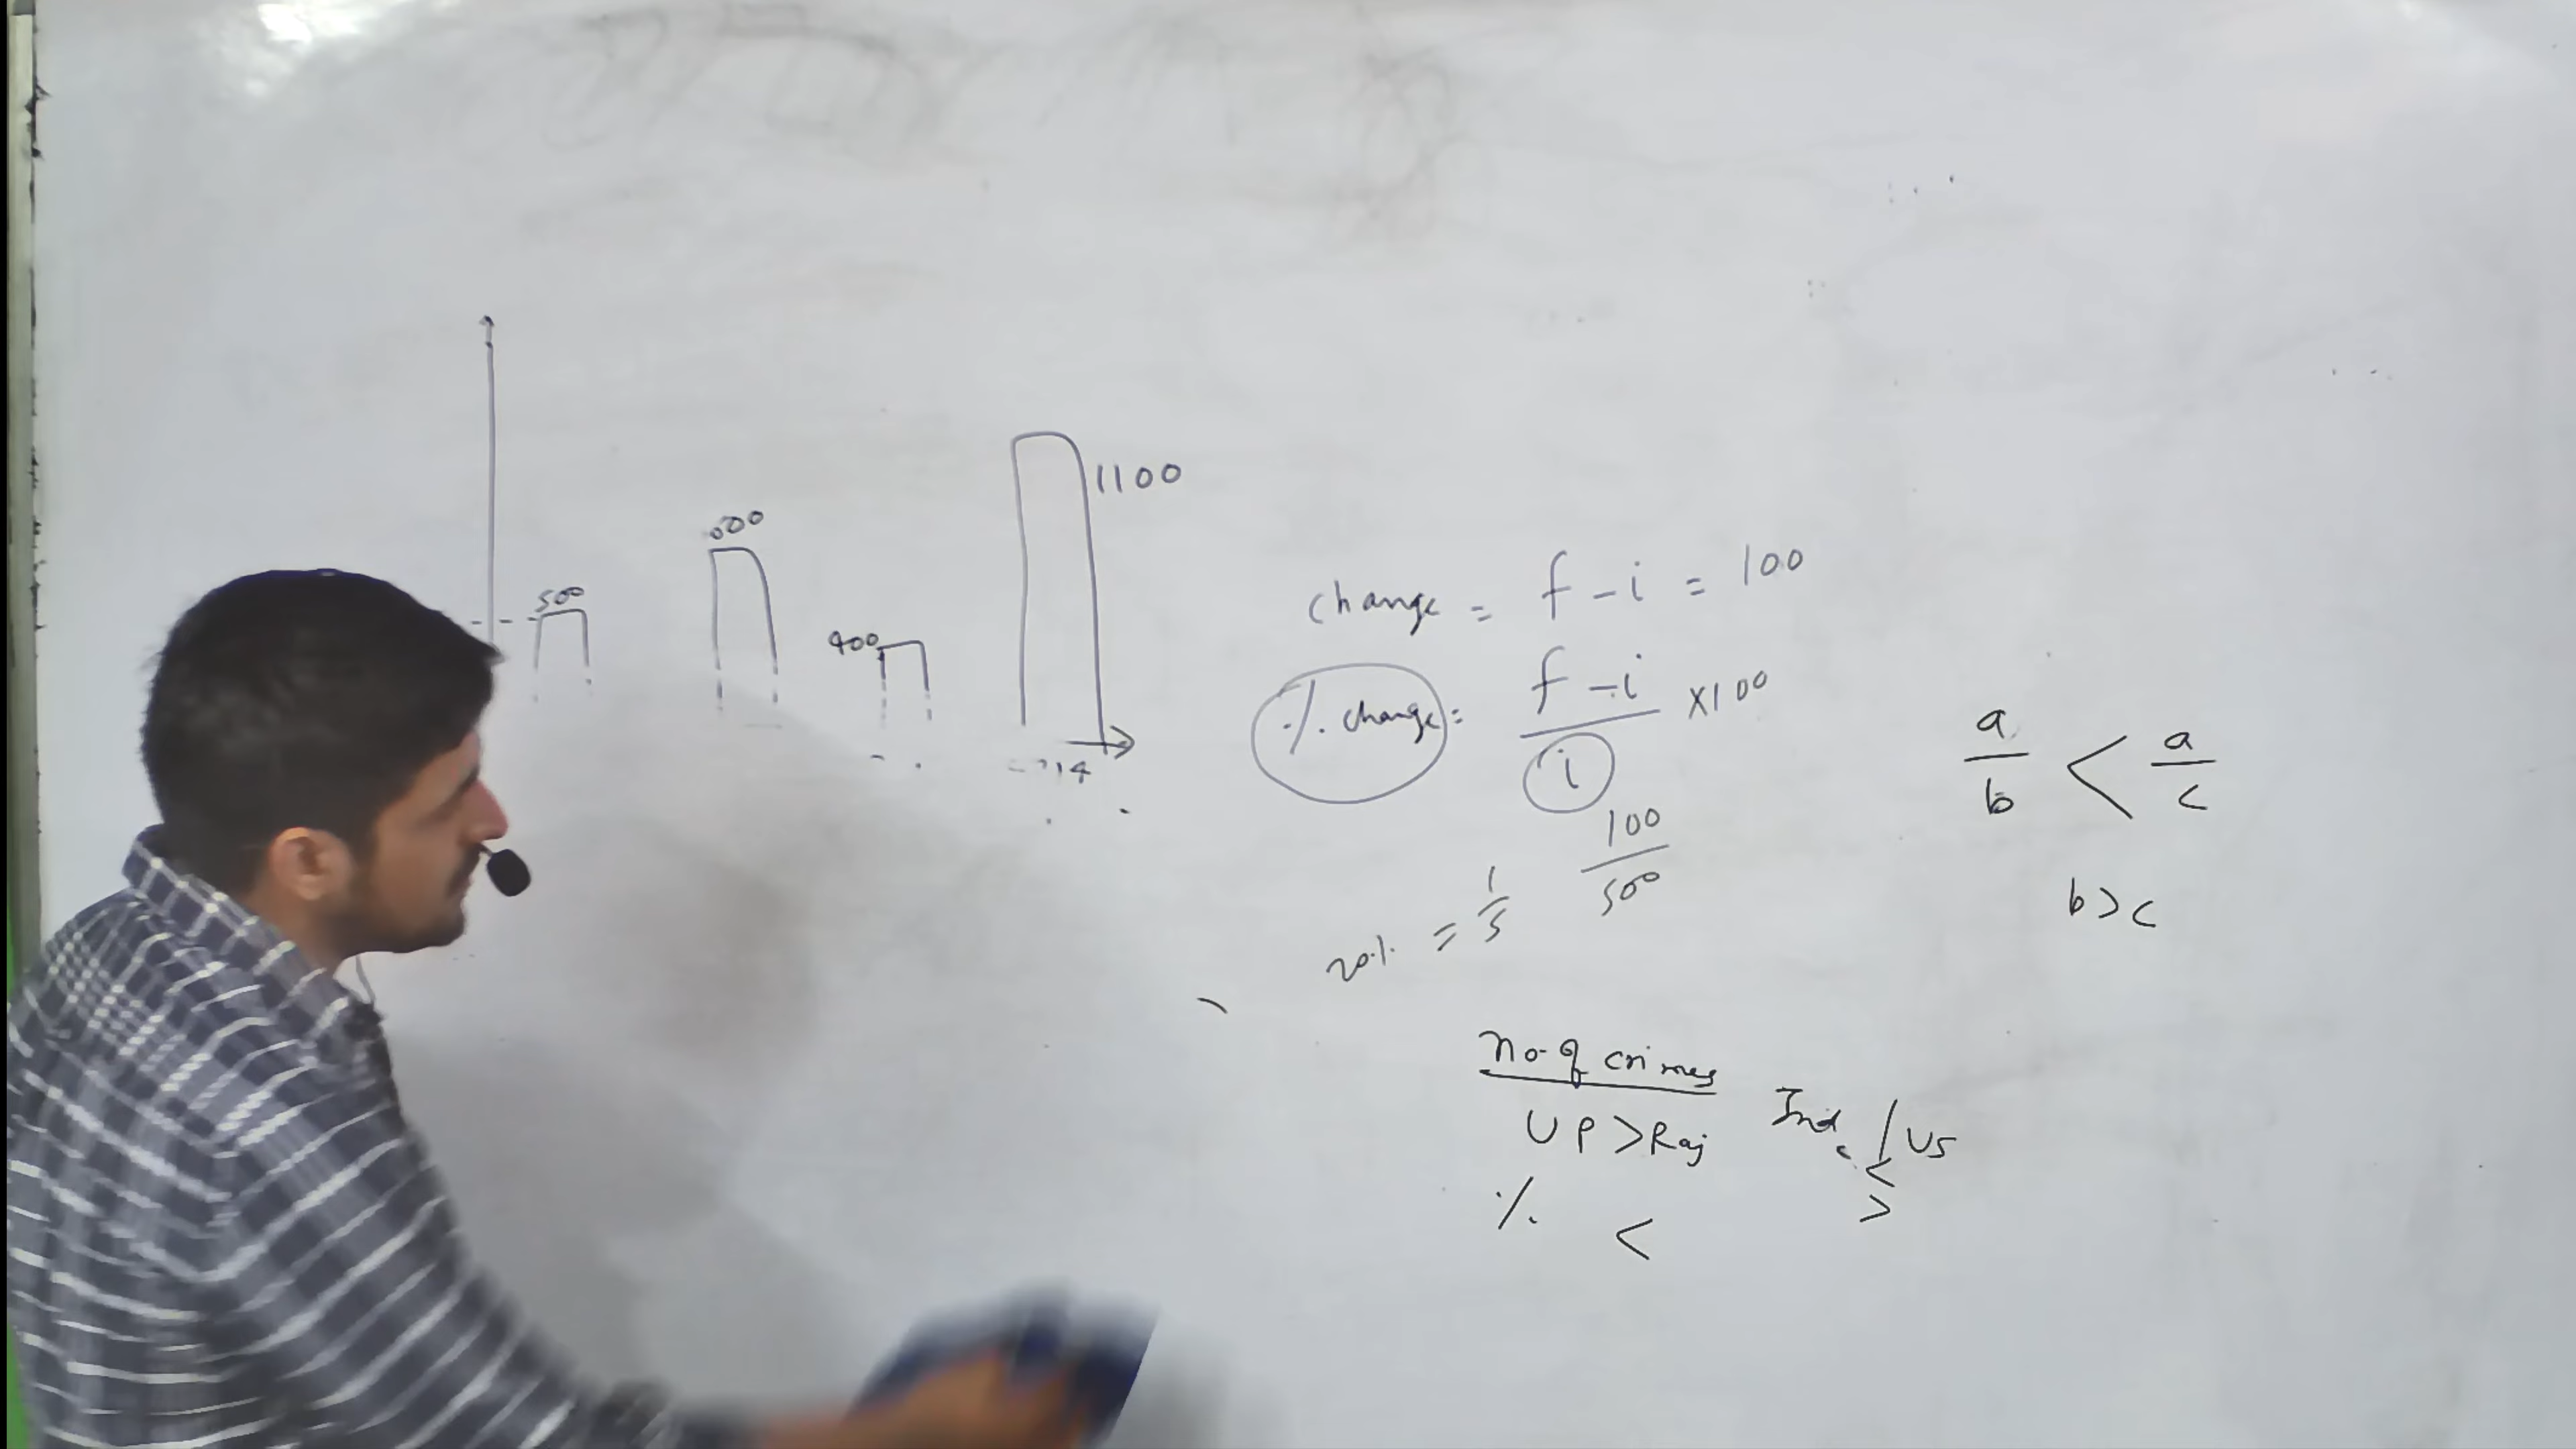 1100
500
400
change = f - i = 100
% change = f - i / i × 100
100 / 500
20% = 1/5
a/b < a/c
b > c
no. of crimes
UP > Raj
Ind / US
<
% <
>